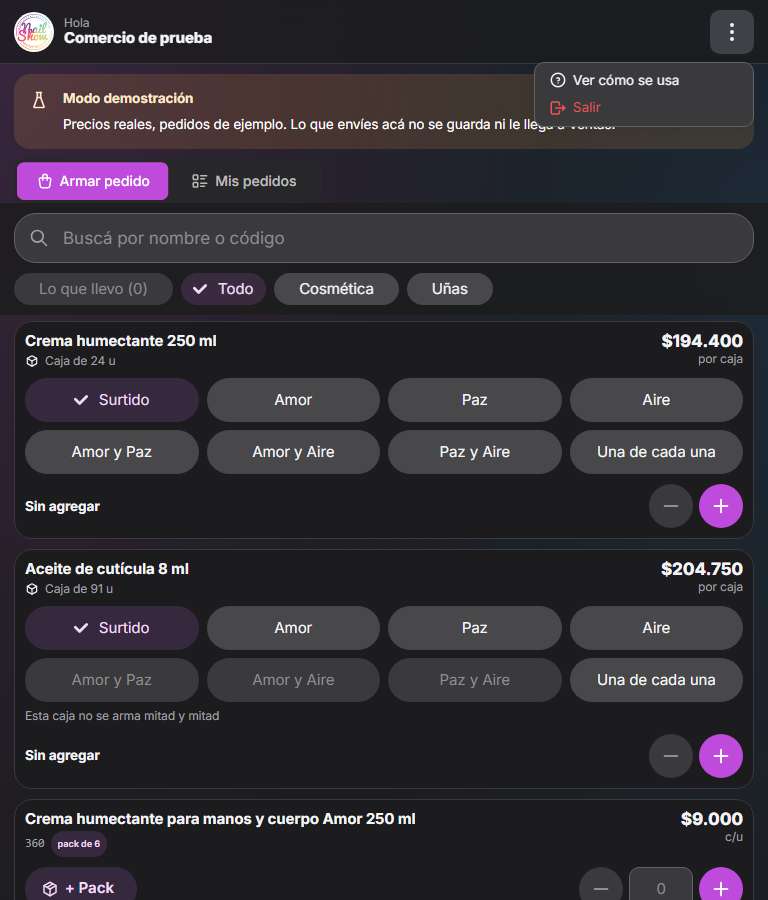 Nail Show
Hola
Comercio de prueba
Ver cómo se usa
Salir
Modo demostración
Precios reales, pedidos de ejemplo. Lo que envíes acá no se guarda ni le llega a Ventas.
Armar pedido
Mis pedidos
Buscá por nombre o código
Lo que llevo (0)
Todo
Cosmética
Uñas
Crema humectante 250 ml
$194.400
Caja de 24 u
por caja
Surtido
Amor
Paz
Aire
Amor y Paz
Amor y Aire
Paz y Aire
Una de cada una
Sin agregar
Aceite de cutícula 8 ml
$204.750
Caja de 91 u
por caja
Surtido
Amor
Paz
Aire
Amor y Paz
Amor y Aire
Paz y Aire
Una de cada una
Esta caja no se arma mitad y mitad
Sin agregar
Crema humectante para manos y cuerpo Amor 250 ml
$9.000
360
pack de 6
c/u
+ Pack
0